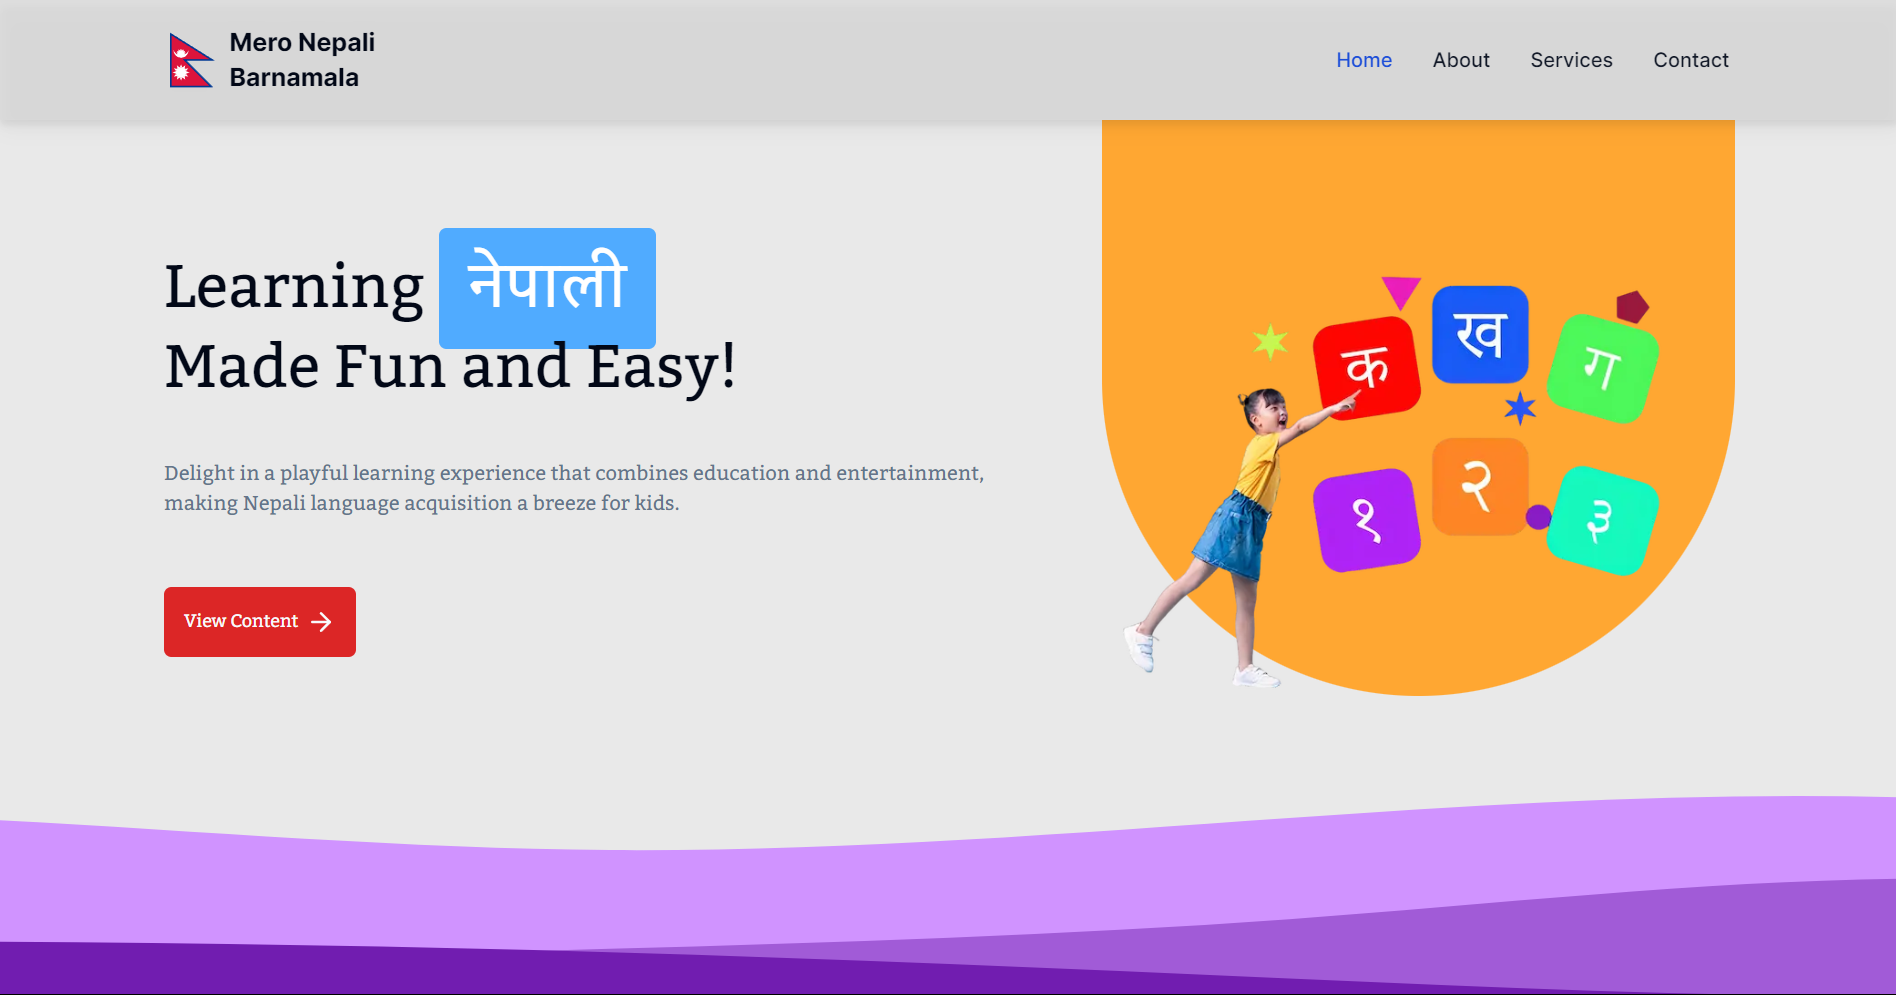 Mero Nepali
Barnamala
Home About Services Contact
Learning नेपाली
Made Fun and Easy!
Delight in a playful learning experience that combines education and entertainment,
making Nepali language acquisition a breeze for kids.
View Content
क ख ग
१ २ ३